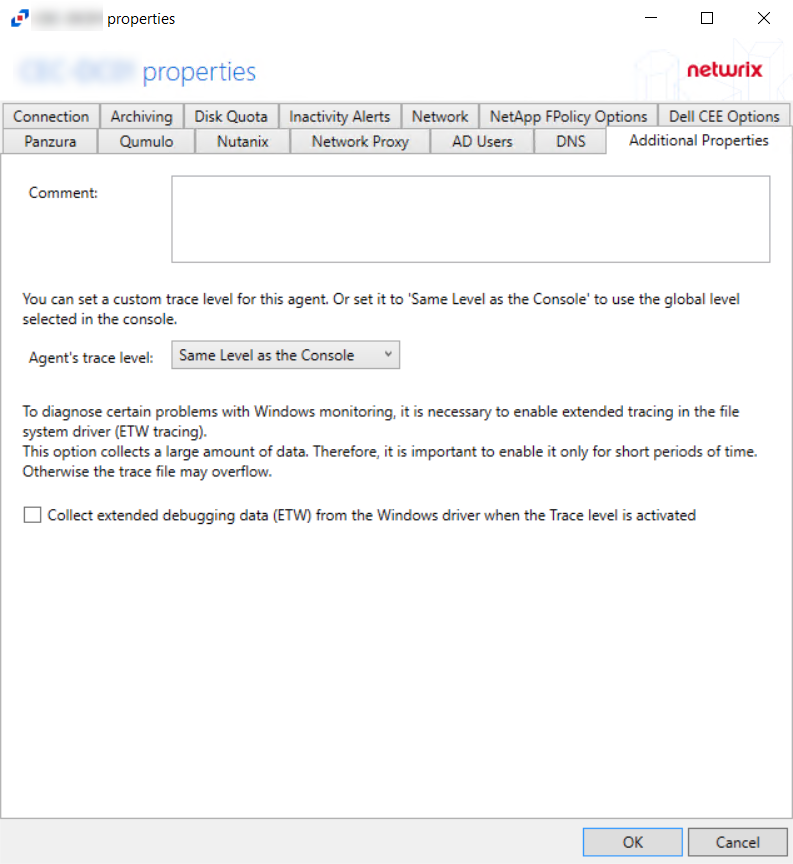 properties
properties
netwrix
Connection Archiving Disk Quota Inactivity Alerts Network NetApp FPolicy Options Dell CEE Options
Panzura Qumulo Nutanix Network Proxy AD Users DNS Additional Properties
Comment:
You can set a custom trace level for this agent. Or set it to 'Same Level as the Console' to use the global level
selected in the console.
Agent's trace level: Same Level as the Console
To diagnose certain problems with Windows monitoring, it is necessary to enable extended tracing in the file
system driver (ETW tracing).
This option collects a large amount of data. Therefore, it is important to enable it only for short periods of time.
Otherwise the trace file may overflow.
Collect extended debugging data (ETW) from the Windows driver when the Trace level is activated
OK Cancel